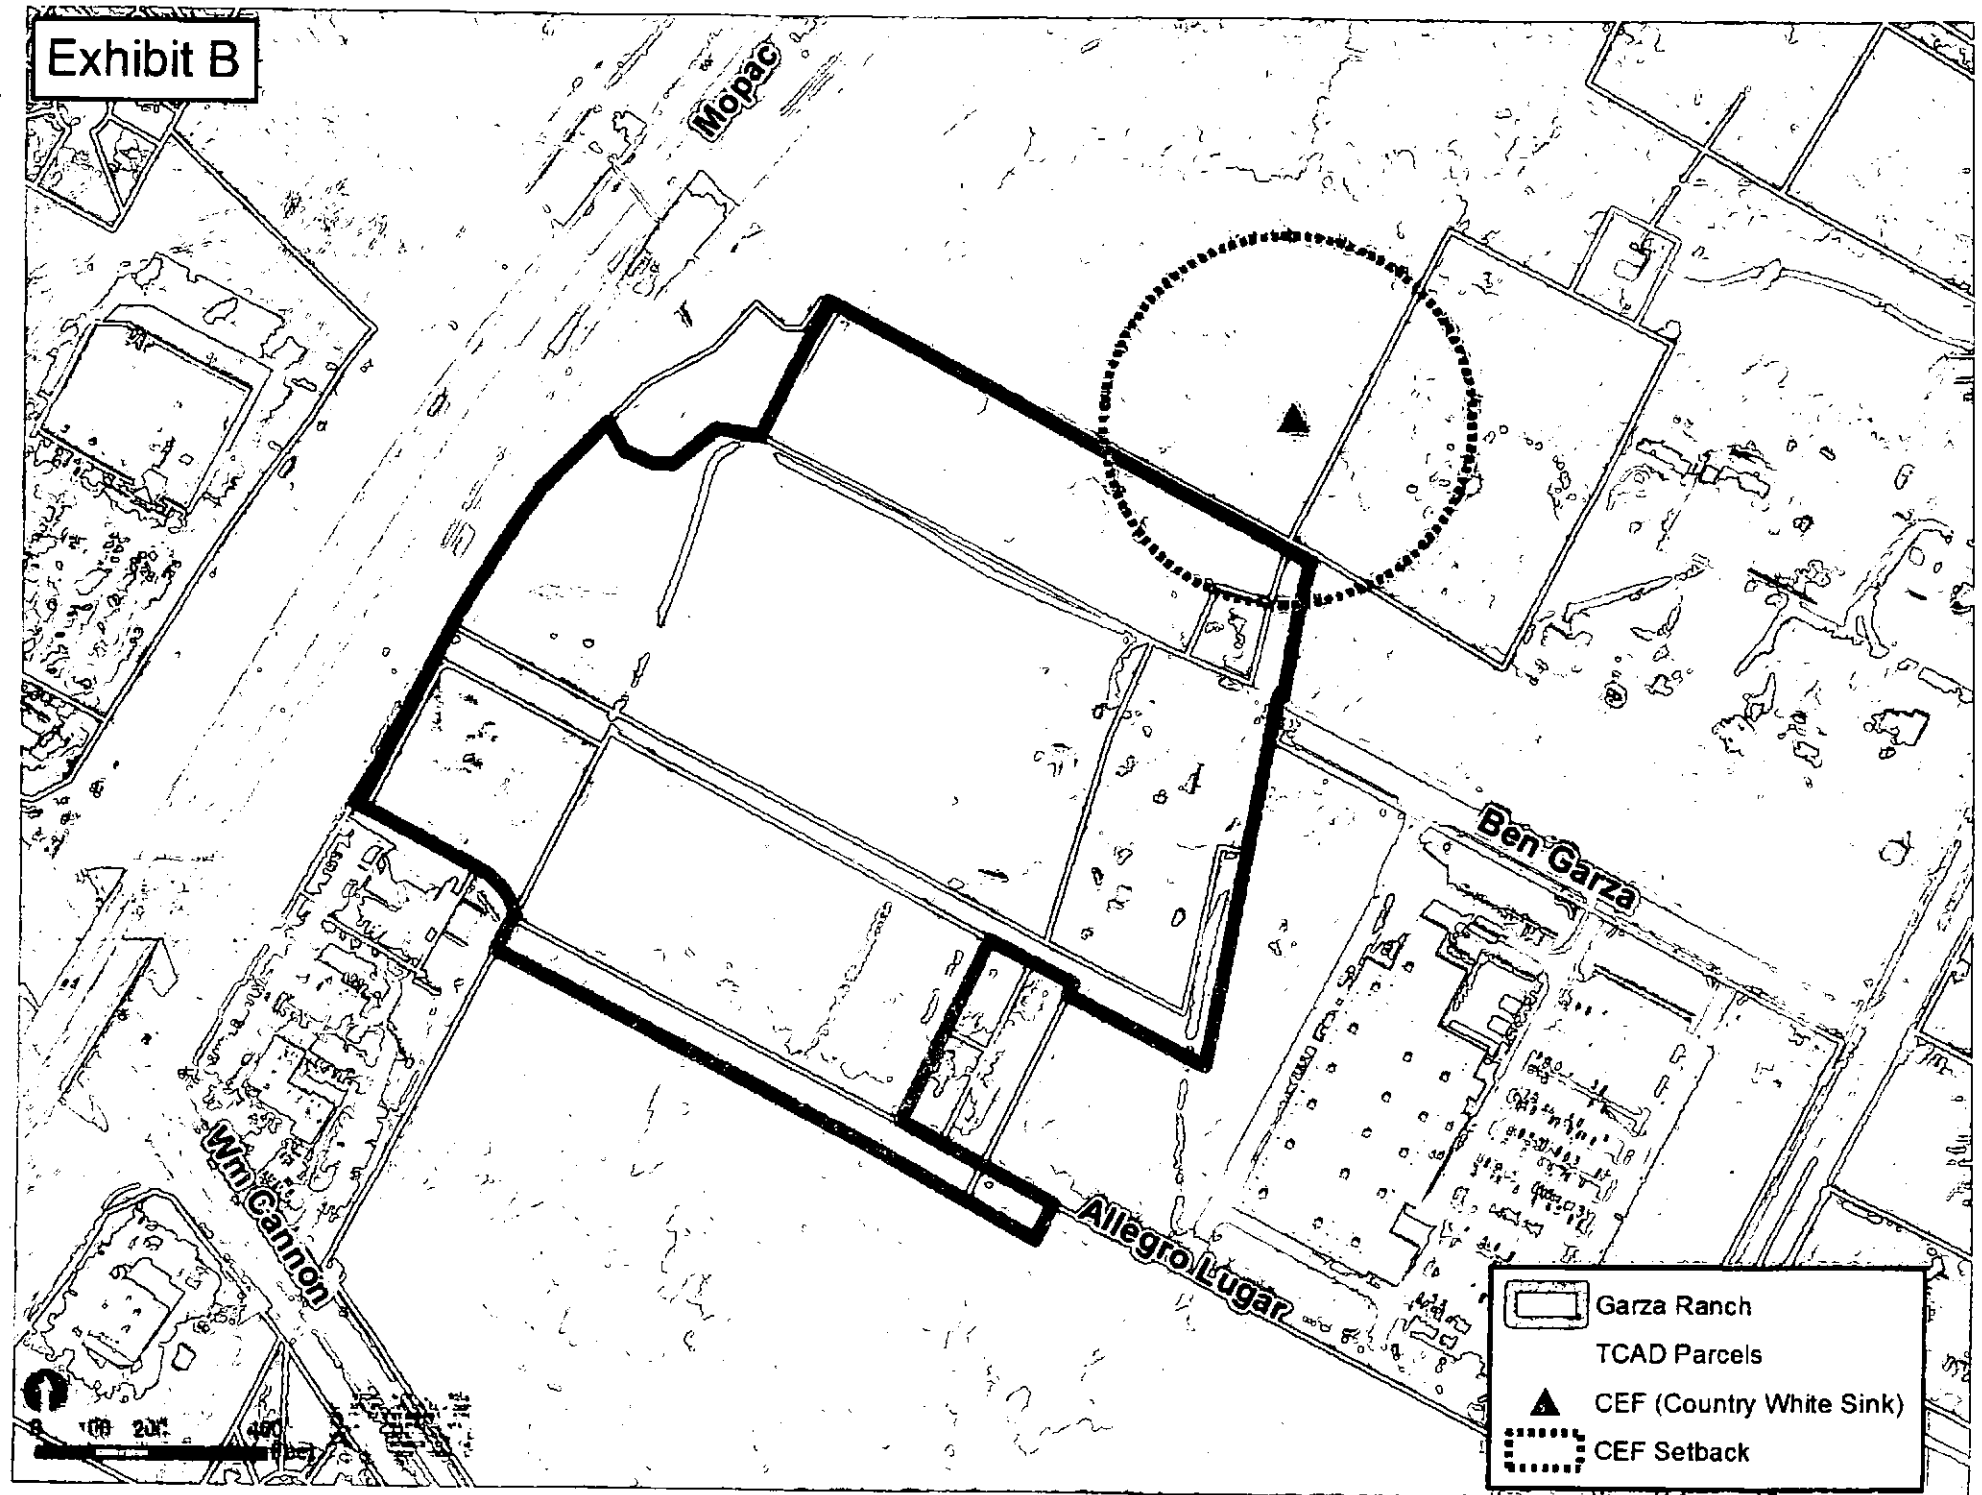 Exhibit B
Mopac
Ben Garza
Wm Cannon
Allegro Lugar
Garza Ranch
TCAD Parcels
CEF (Country White Sink)
CEF Setback
0 100 200 400